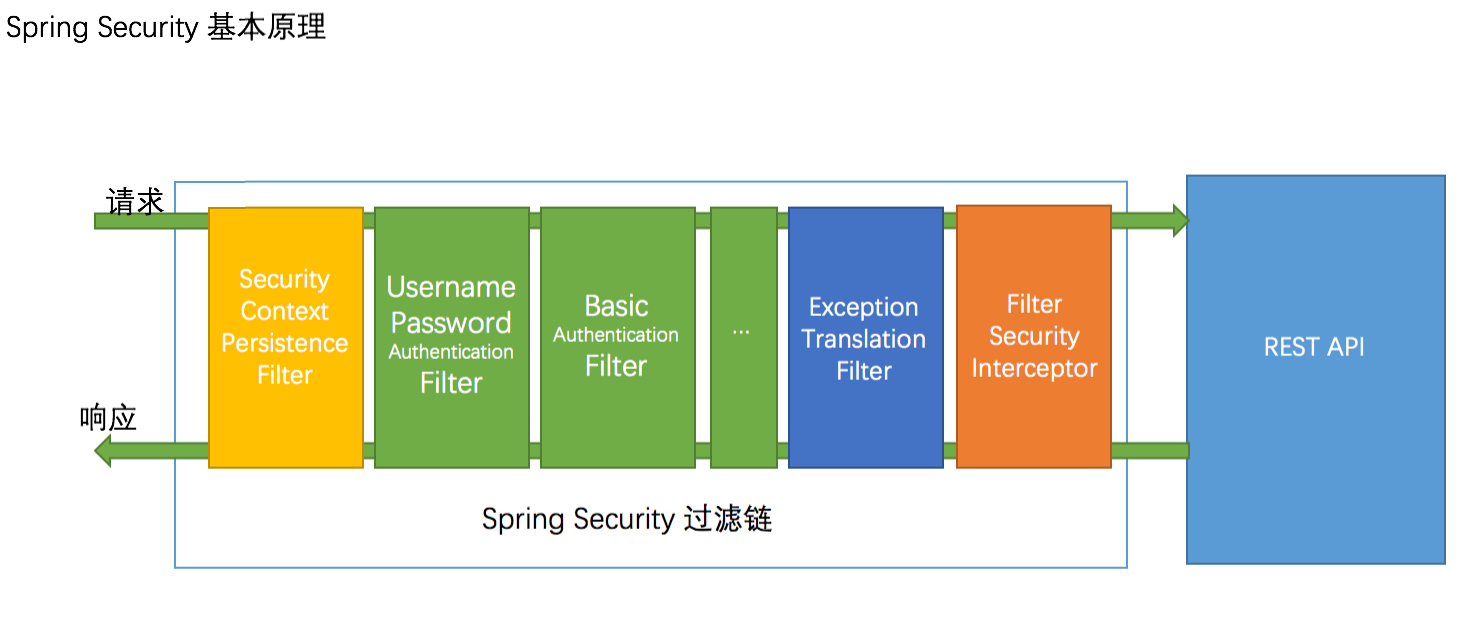 Spring Security 基本原理
请求
Security
Context
Persistence
Filter
Username
Password
Authentication
Filter
Basic
Authentication
Filter
...
Exception
Translation
Filter
Filter
Security
Interceptor
REST API
响应
Spring Security 过滤链